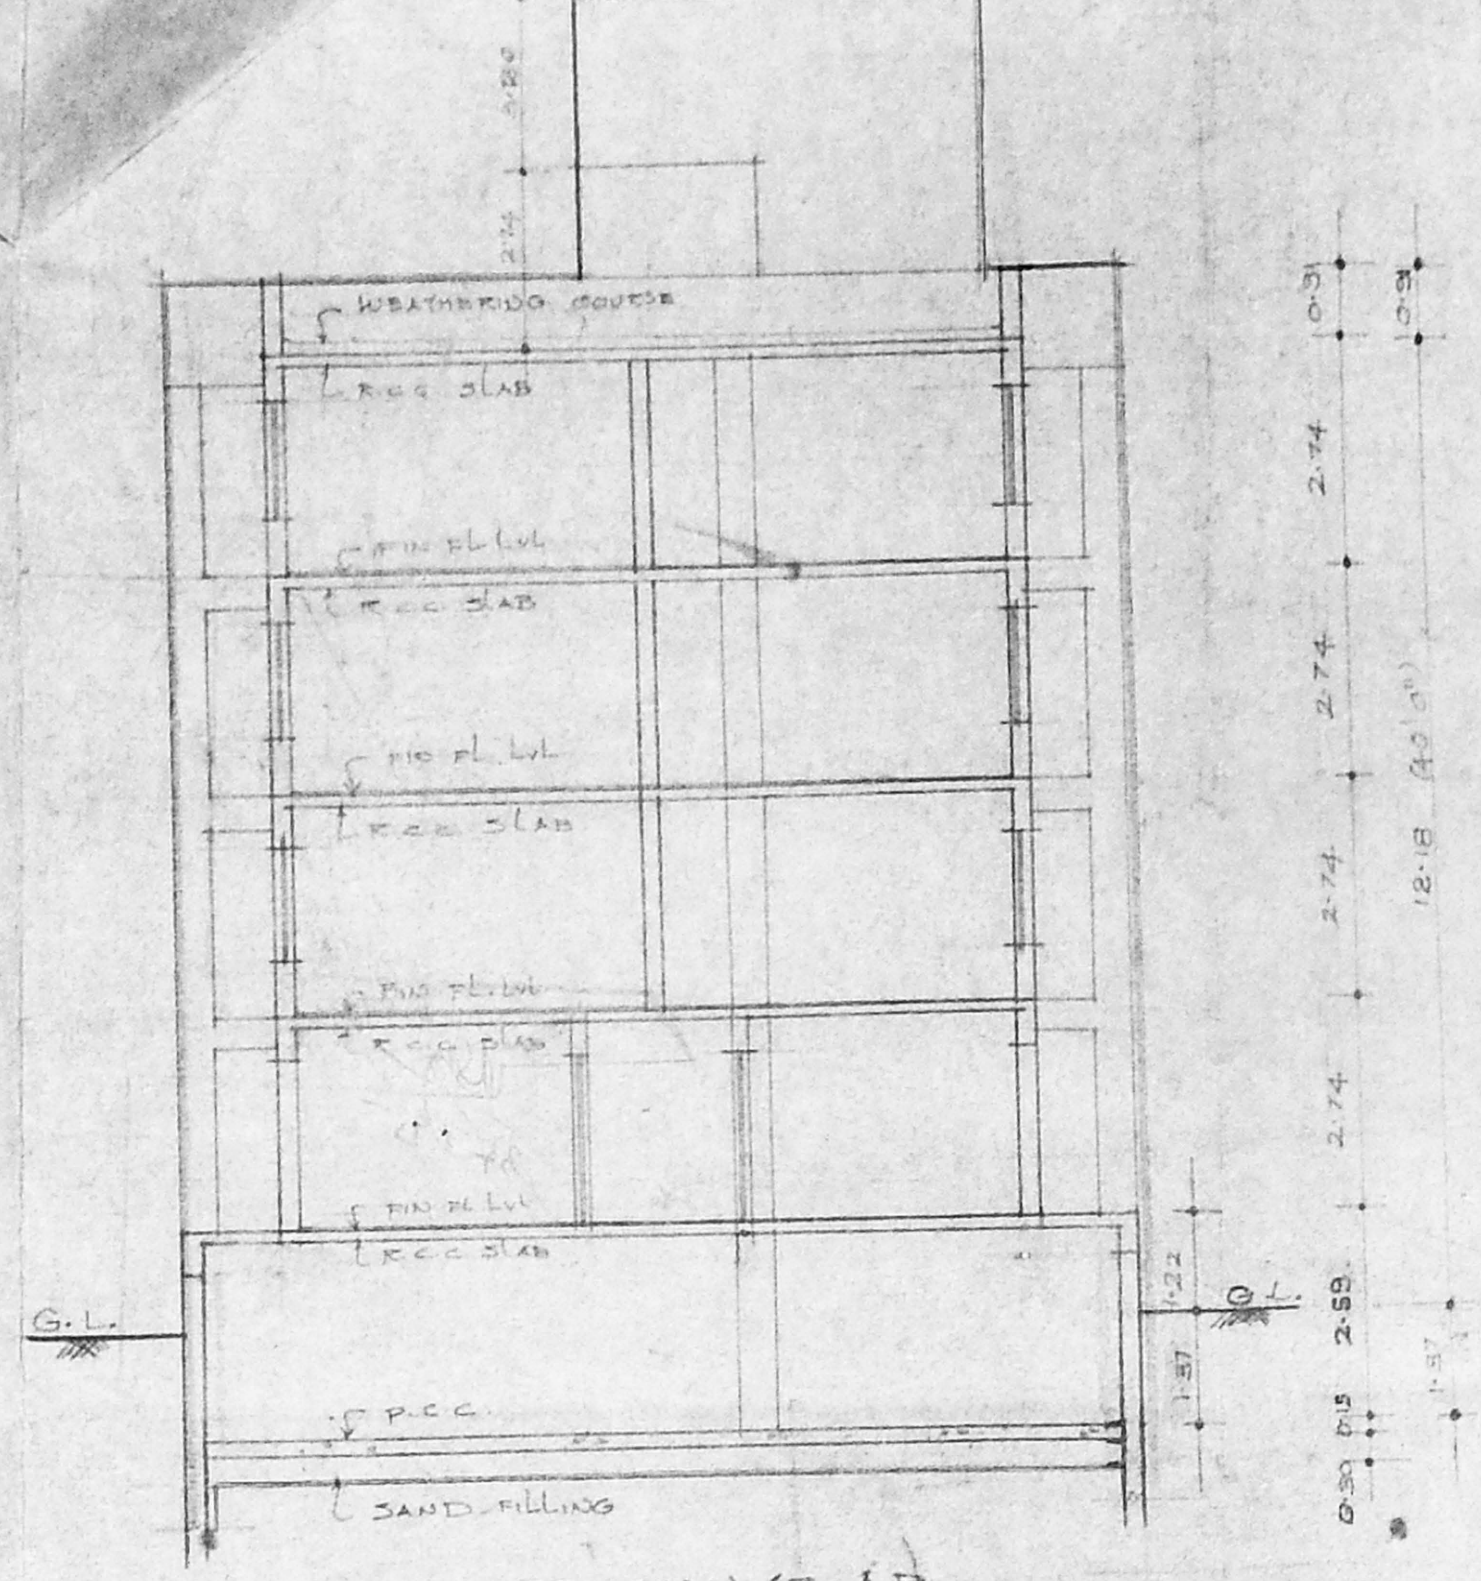 2.74
WEATHERING COURSE
R.C.C SLAB
FIN FL LVL
R.C.C SLAB
FIN FL. LVL
R.C.C SLAB
FIN FL. LVL
R.C.C SLAB
FIN FL LVL
R.C.C SLAB
G.L.
P.C.C.
SAND FILLING
G.L.
1.22
1.37
0.91
2.74
2.74
2.74
2.74
2.59
0.15
0.30
0.91
12.18 (40'0")
1.37